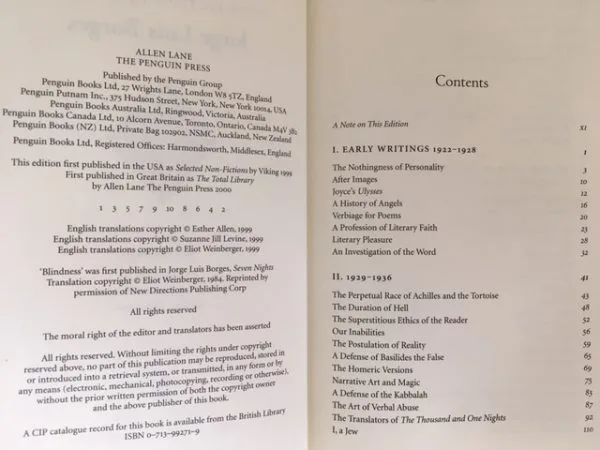 ALLEN LANE
THE PENGUIN PRESS
Published by the Penguin Group
Penguin Books Ltd, 27 Wrights Lane, London W8 5TZ, England
Penguin Putnam Inc., 375 Hudson Street, New York, New York 10014, USA
Penguin Books Australia Ltd, Ringwood, Victoria, Australia
Penguin Books Canada Ltd, 10 Alcorn Avenue, Toronto, Ontario, Canada M4V 3B2
Penguin Books (NZ) Ltd, Private Bag 102902, NSMC, Auckland, New Zealand
Penguin Books Ltd, Registered Offices: Harmondsworth, Middlesex, England
This edition first published in the USA as Selected Non-Fictions by Viking 1999
First published in Great Britain as The Total Library
by Allen Lane The Penguin Press 2000
1 3 5 7 9 10 8 6 4 2
English translations copyright © Esther Allen, 1999
English translations copyright © Suzanne Jill Levine, 1999
English translations copyright © Eliot Weinberger, 1999
'Blindness' was first published in Jorge Luis Borges, Seven Nights
Translation copyright © Eliot Weinberger, 1984. Reprinted by
permission of New Directions Publishing Corp
All rights reserved
The moral right of the editor and translators has been asserted
All rights reserved. Without limiting the rights under copyright
reserved above, no part of this publication may be reproduced, stored in
or introduced into a retrieval system, or transmitted, in any form or by
any means (electronic, mechanical, photocopying, recording or otherwise),
without the prior written permission of both the copyright owner
and the above publisher of this book.
A CIP catalogue record for this book is available from the British Library
ISBN 0-713-99271-9
Contents
A Note on This Edition xi
I. EARLY WRITINGS 1922–1928 1
The Nothingness of Personality 3
After Images 10
Joyce's Ulysses 12
A History of Angels 16
Verbiage for Poems 20
A Profession of Literary Faith 23
Literary Pleasure 28
An Investigation of the Word 32
II. 1929–1936 41
The Perpetual Race of Achilles and the Tortoise 43
The Duration of Hell 48
The Superstitious Ethics of the Reader 52
Our Inabilities 56
The Postulation of Reality 59
A Defense of Basilides the False 65
The Homeric Versions 69
Narrative Art and Magic 75
A Defense of the Kabbalah 83
The Art of Verbal Abuse 87
The Translators of The Thousand and One Nights 92
I, a Jew 110